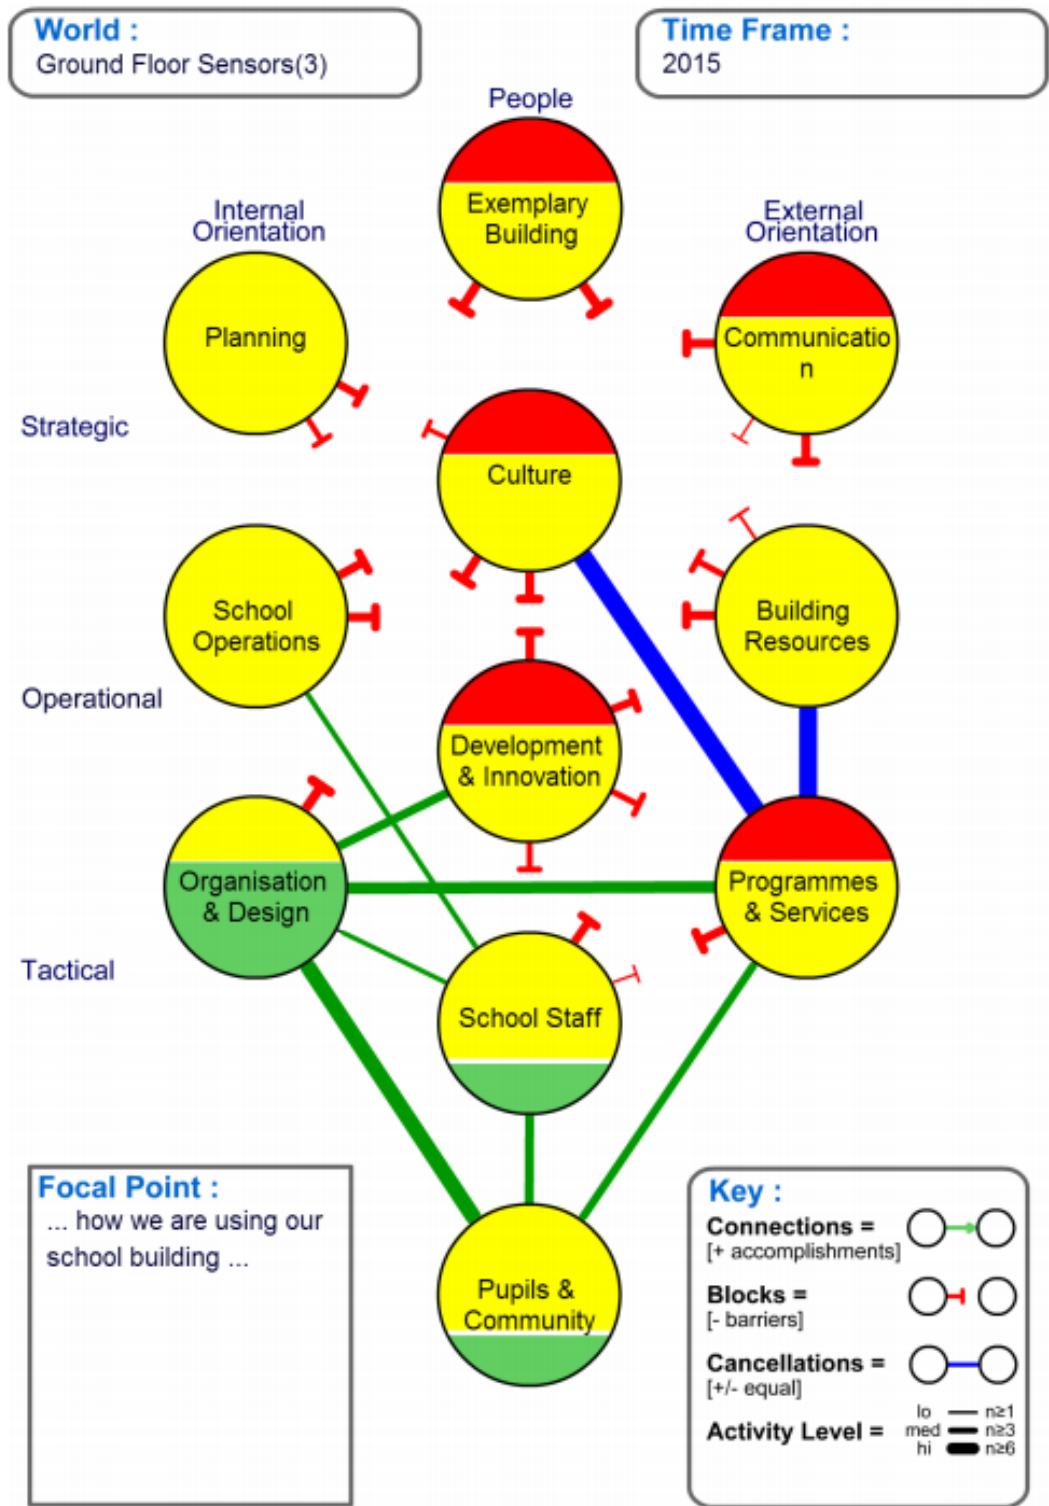 World :
Ground Floor Sensors(3)
Time Frame :
2015
People
Exemplary
Building
Internal
Orientation
External
Orientation
Planning
Communicatio
n
Strategic
Culture
School
Operations
Building
Resources
Operational
Development
& Innovation
Organisation
& Design
Programmes
& Services
Tactical
School Staff
Focal Point :
... how we are using our
school building ...
Pupils &
Community
Key :
Connections =
[+ accomplishments]
Blocks =
[- barriers]
Cancellations =
[+/- equal]
Activity Level =
lo n≥1
med n≥3
hi n≥6